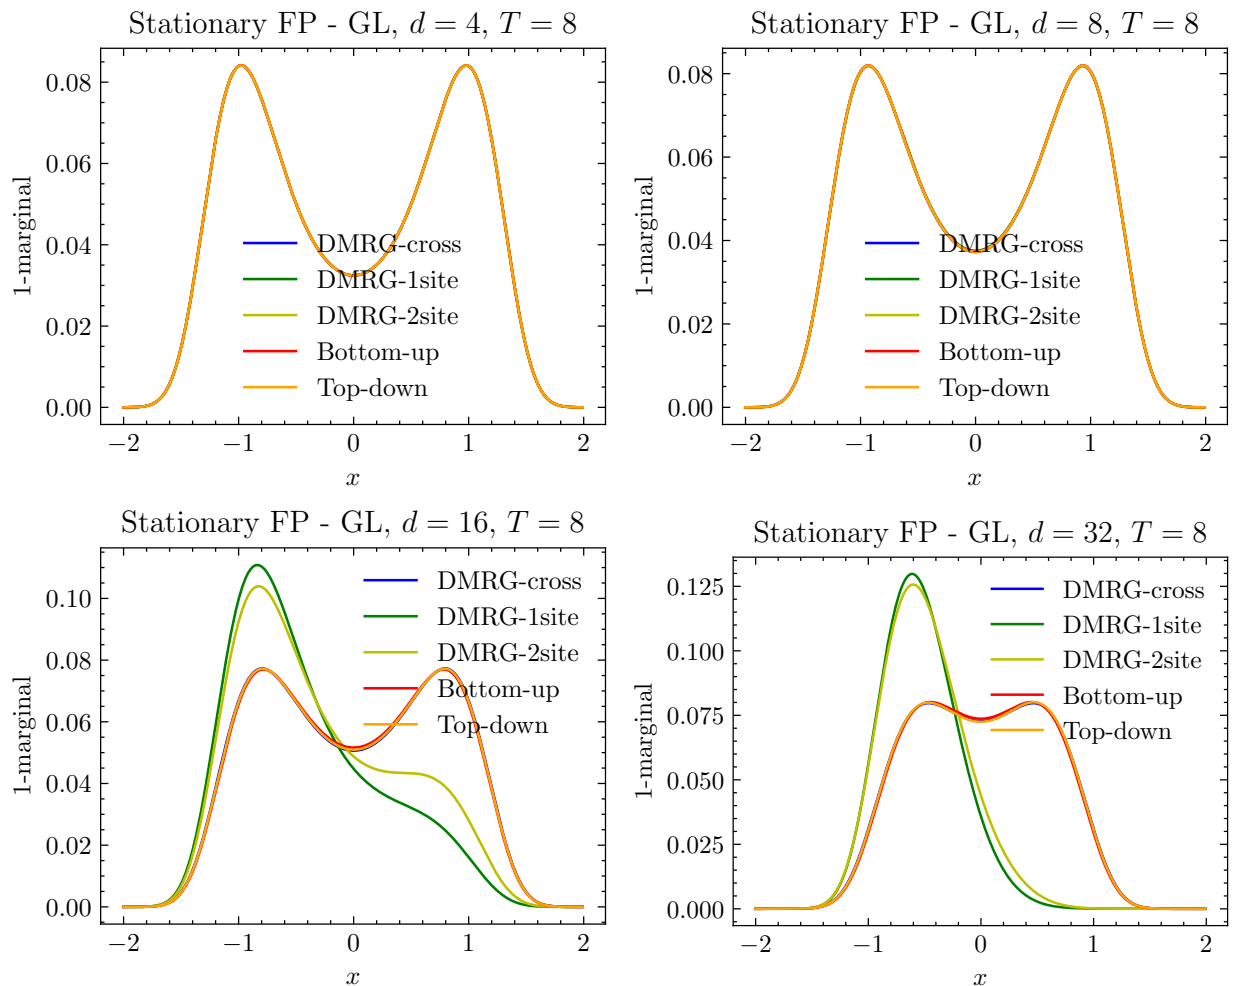 Stationary FP - GL, d = 4, T = 8
1-marginal
0.08
0.06
0.04
0.02
0.00
DMRG-cross
DMRG-1site
DMRG-2site
Bottom-up
Top-down
−2 −1 0 1 2
x
Stationary FP - GL, d = 8, T = 8
1-marginal
0.08
0.06
0.04
0.02
0.00
DMRG-cross
DMRG-1site
DMRG-2site
Bottom-up
Top-down
−2 −1 0 1 2
x
Stationary FP - GL, d = 16, T = 8
1-marginal
0.10
0.08
0.06
0.04
0.02
0.00
DMRG-cross
DMRG-1site
DMRG-2site
Bottom-up
Top-down
−2 −1 0 1 2
x
Stationary FP - GL, d = 32, T = 8
1-marginal
0.125
0.100
0.075
0.050
0.025
0.000
DMRG-cross
DMRG-1site
DMRG-2site
Bottom-up
Top-down
−2 −1 0 1 2
x